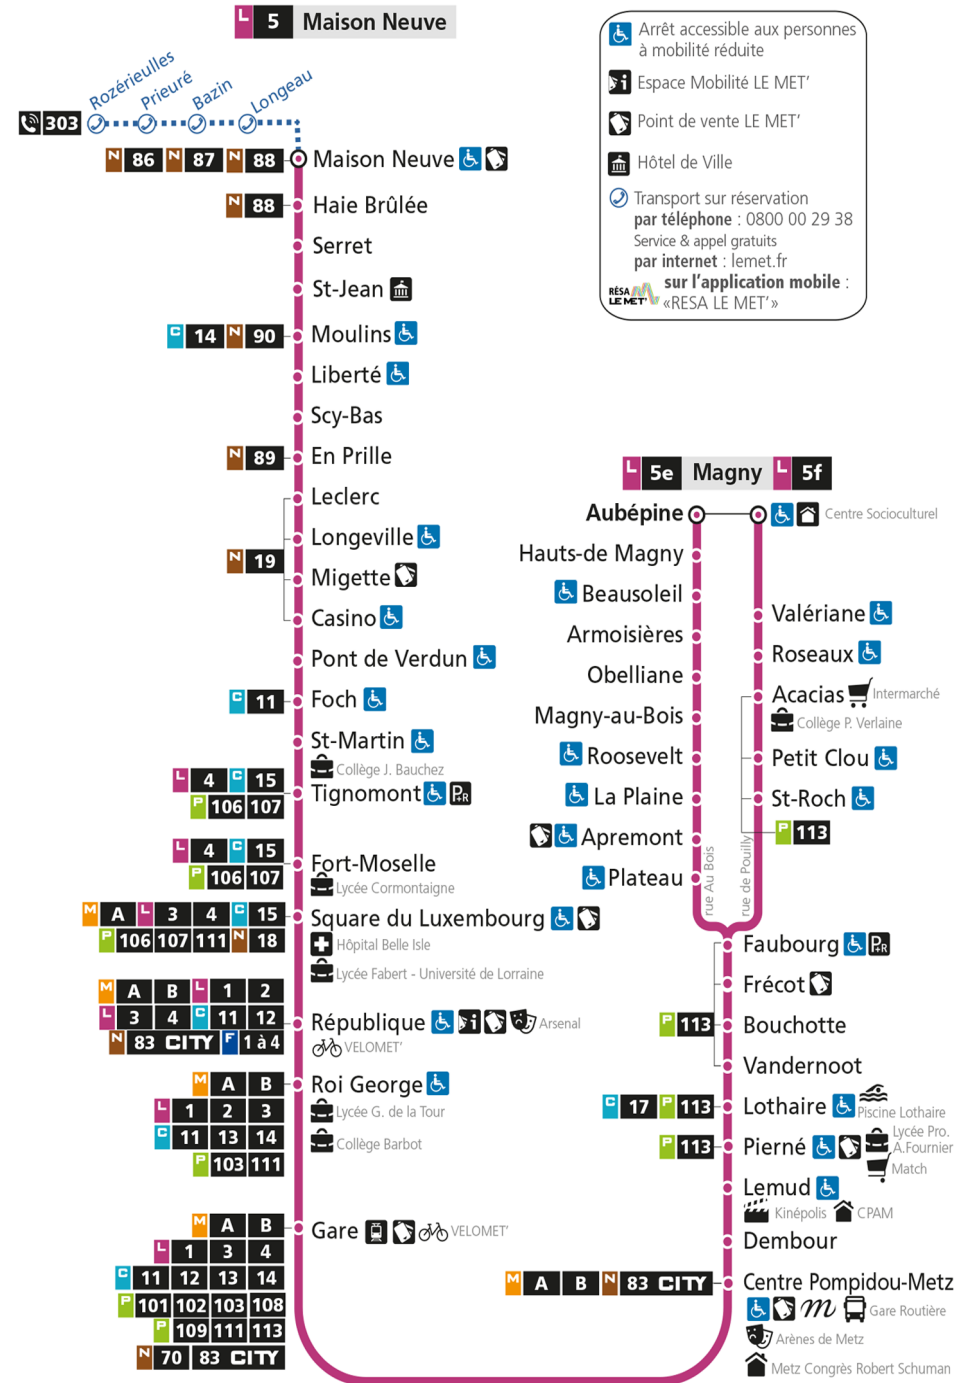 L 5 Maison Neuve
Rozérieulles
Prieuré
Bazin
Longeau
303
N 86 N 87 N 88 Maison Neuve
N 88 Haie Brûlée
Serret
St-Jean
C 14 N 90 Moulins
Liberté
Scy-Bas
N 89 En Prille
Leclerc
Longeville
N 19
Migette
Casino
Pont de Verdun
C 11 Foch
St-Martin
Collège J. Bauchez
L 4 C 15
Tignomont P+R
P 106 107
L 4 C 15
Fort-Moselle
P 106 107
Lycée Cormontaigne
M A L 3 4 C 15
Square du Luxembourg
P 106 107 111 N 18
Hôpital Belle Isle
Lycée Fabert - Université de Lorraine
M A B L 1 2
L 3 4 C 11 12
République i Arsenal
N 83 CITY F 1 à 4
VELOMET'
M A B Roi George
L 1 2 3
Lycée G. de la Tour
C 11 13 14
Collège Barbot
P 103 111
M A B
Gare VELOMET'
L 1 3 4
C 11 12 13 14
P 101 102 103 108
P 109 111 113
N 70 83 CITY
Arrêt accessible aux personnes
à mobilité réduite
i Espace Mobilité LE MET'
Point de vente LE MET'
Hôtel de Ville
Transport sur réservation
par téléphone : 0800 00 29 38
Service & appel gratuits
par internet : lemet.fr
RÉSA LE MET'
sur l'application mobile :
«RESA LE MET'»
L 5e Magny L 5f
Aubépine
Centre Socioculturel
Hauts-de Magny
Beausoleil
Armoisières
Obelliane
Magny-au-Bois
Roosevelt
La Plaine
Apremont
Plateau
rue Au Bois
rue de Pouilly
Valériane
Roseaux
Acacias Intermarché
Collège P. Verlaine
Petit Clou
St-Roch
P 113
Faubourg P+R
Frécot
P 113 Bouchotte
Vandernoot
C 17 P 113 Lothaire
Piscine Lothaire
P 113 Pierné
Lycée Pro.
A.Fournier
Match
Lemud
Kinépolis CPAM
Dembour
M A B N 83 CITY Centre Pompidou-Metz
m Gare Routière
Arènes de Metz
Metz Congrès Robert Schuman